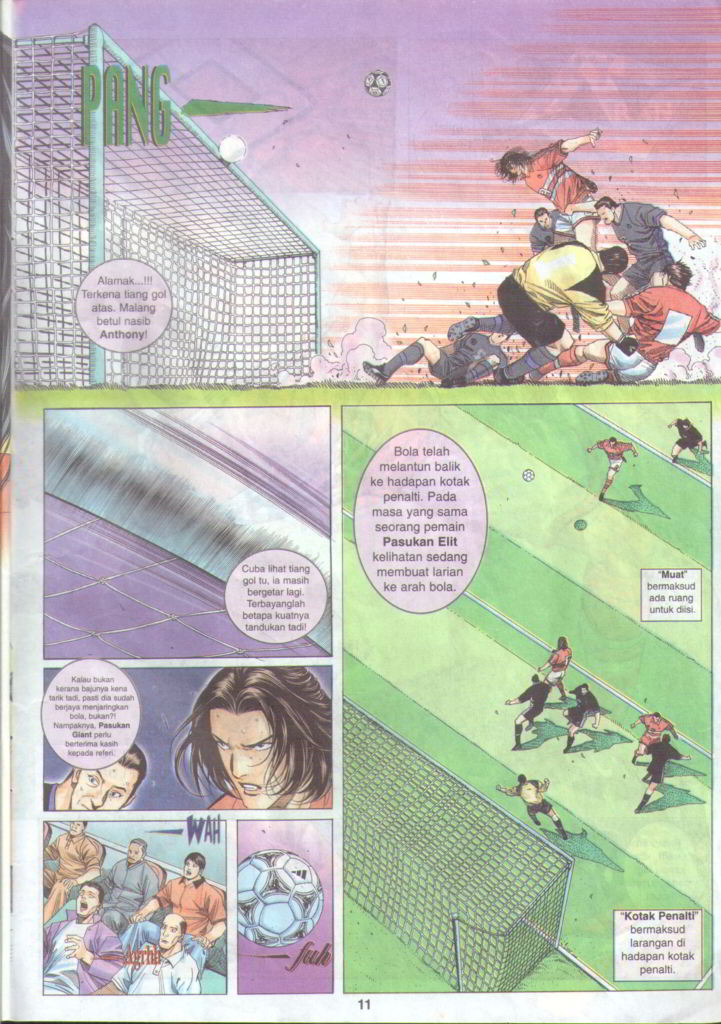 PANG
Alamak...!!!
Terkena tiang gol
atas. Malang
betul nasib
Anthony!
Cuba lihat tiang
gol tu, ia masih
bergetar lagi.
Terbayanglah
betapa kuatnya
tandukan tadi!
Kalau bukan
kerana bajunya kena
tarik tadi, pasti dia sudah
berjaya menjaringkan
bola, bukan?!
Nampaknya, Pasukan
Giant perlu
berterima kasih
kepada referi.
WAH
Agrhh
fuh
Bola telah
melantun balik
ke hadapan kotak
penalti. Pada
masa yang sama
seorang pemain
Pasukan Elit
kelihatan sedang
membuat larian
ke arah bola.
"Muat"
bermaksud
ada ruang
untuk diisi.
"Kotak Penalti"
bermaksud
larangan di
hadapan kotak
penalti.
11